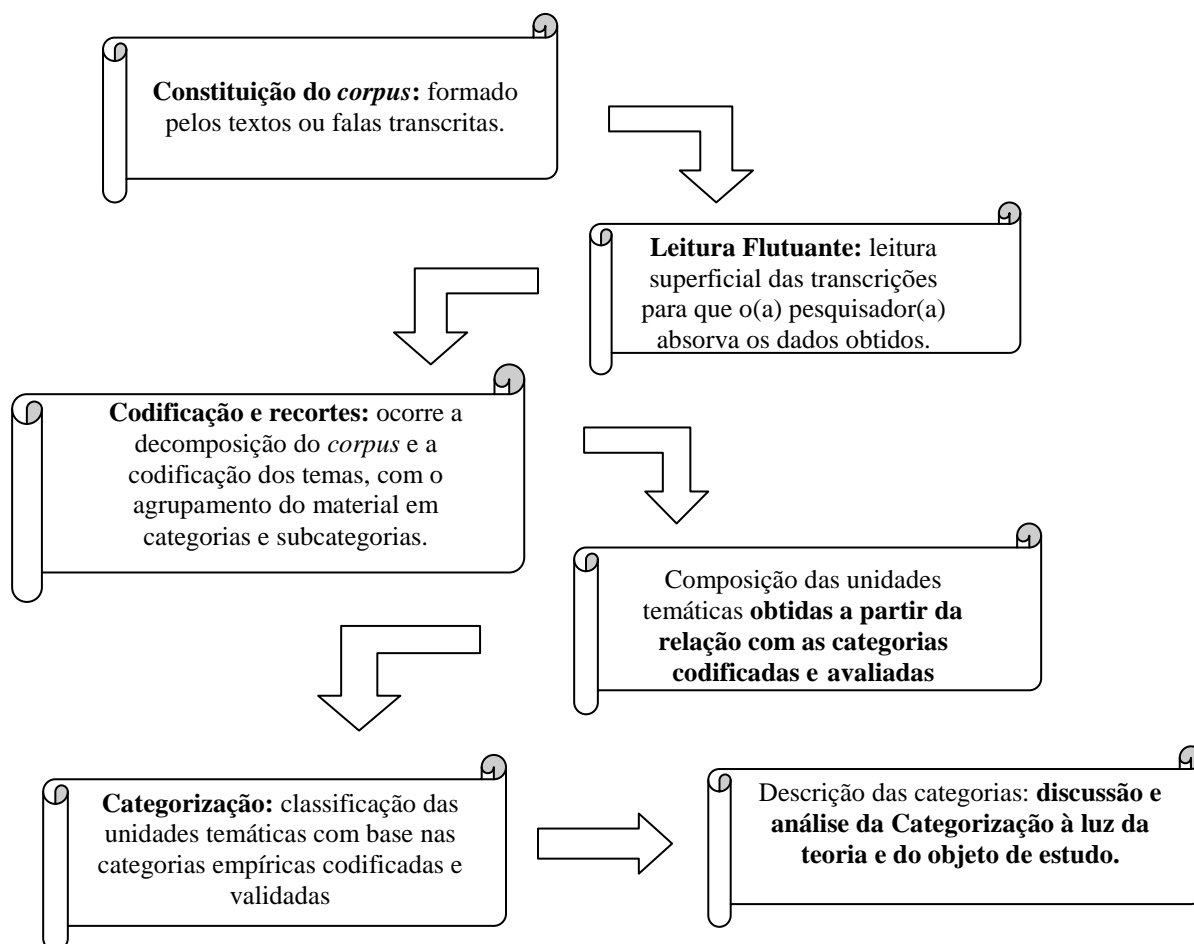 Constituição do corpus: formado
pelos textos ou falas transcritas.
Leitura Flutuante: leitura
superficial das transcrições
para que o(a) pesquisador(a)
absorva os dados obtidos.
Codificação e recortes: ocorre a
decomposição do corpus e a
codificação dos temas, com o
agrupamento do material em
categorias e subcategorias.
Composição das unidades
temáticas obtidas a partir da
relação com as categorias
codificadas e avaliadas
Categorização: classificação das
unidades temáticas com base nas
categorias empíricas codificadas e
validadas
Descrição das categorias: discussão e
análise da Categorização à luz da
teoria e do objeto de estudo.